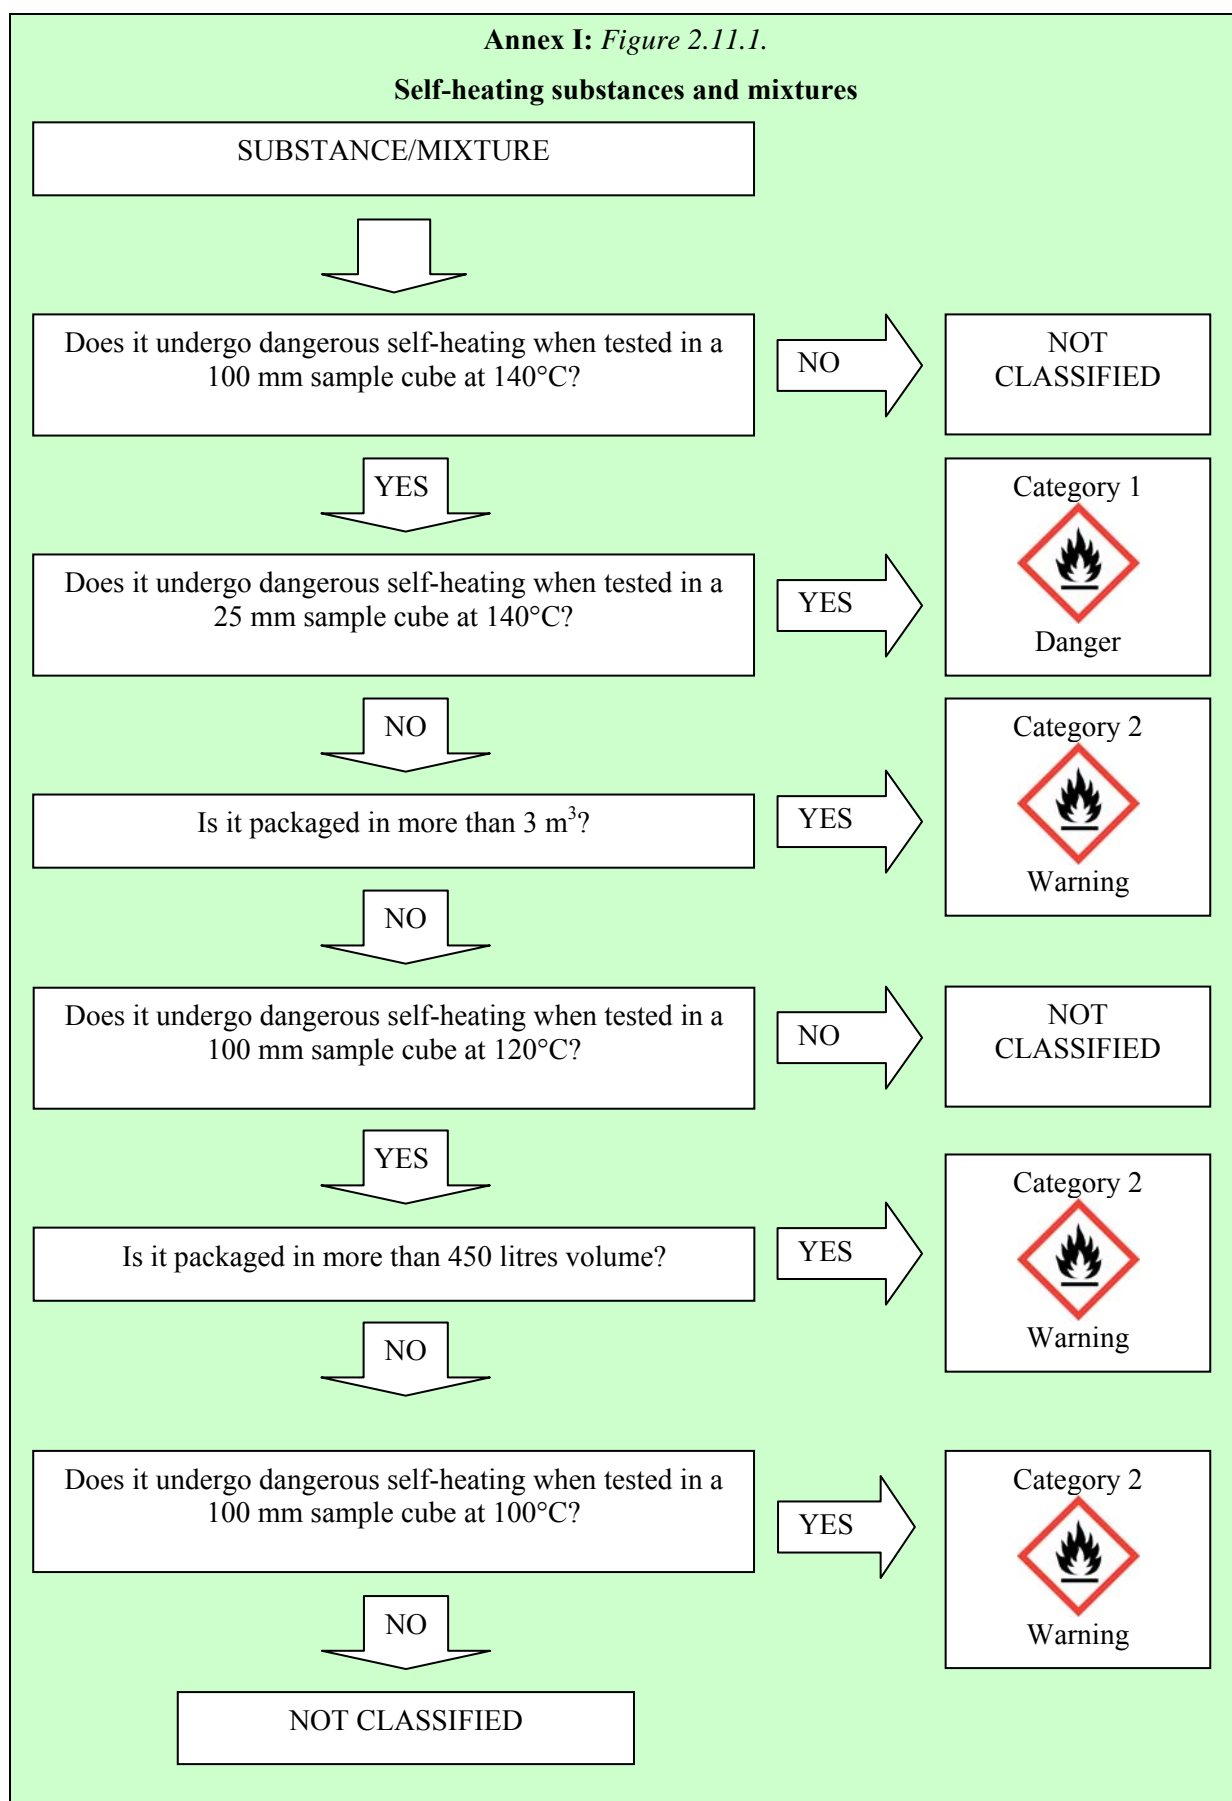 Annex I: Figure 2.11.1.
Self-heating substances and mixtures
SUBSTANCE/MIXTURE
Does it undergo dangerous self-heating when tested in a
100 mm sample cube at 140°C?
NO
NOT
CLASSIFIED
YES
Does it undergo dangerous self-heating when tested in a
25 mm sample cube at 140°C?
YES
Category 1
Danger
NO
Is it packaged in more than 3 m³?
YES
Category 2
Warning
NO
Does it undergo dangerous self-heating when tested in a
100 mm sample cube at 120°C?
NO
NOT
CLASSIFIED
YES
Is it packaged in more than 450 litres volume?
YES
Category 2
Warning
NO
Does it undergo dangerous self-heating when tested in a
100 mm sample cube at 100°C?
YES
Category 2
Warning
NO
NOT CLASSIFIED